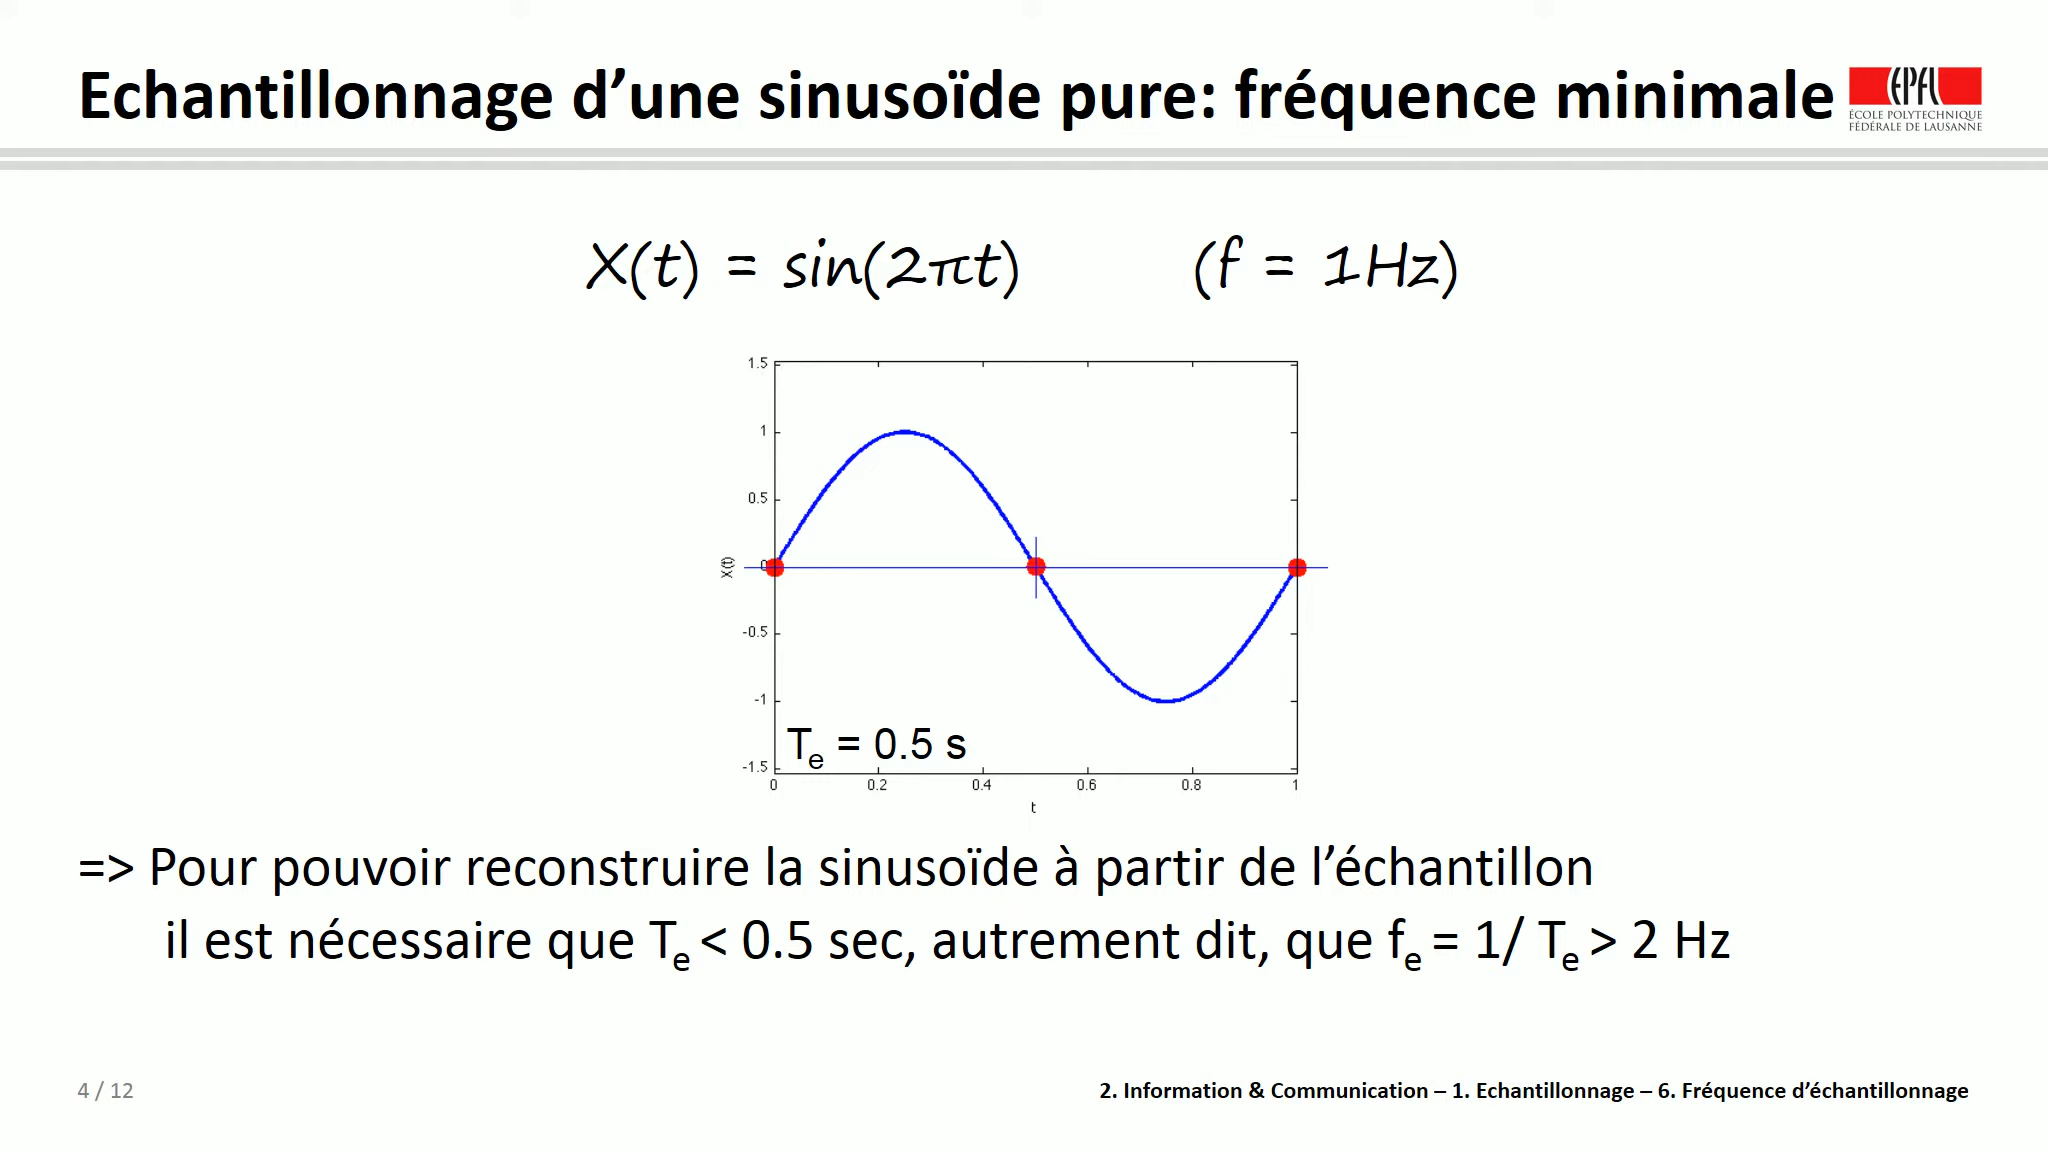 Echantillonnage d’une sinusoïde pure: fréquence minimale
EPFL
ÉCOLE POLYTECHNIQUE
FÉDÉRALE DE LAUSANNE
X(t) = sin(2πt) (f = 1Hz)
1.5
1
0.5
0
-0.5
-1
-1.5
X(t)
Te = 0.5 s
0 0.2 0.4 0.6 0.8 1
t
=> Pour pouvoir reconstruire la sinusoïde à partir de l’échantillon
il est nécessaire que Te < 0.5 sec, autrement dit, que fe = 1/ Te > 2 Hz
4 / 12
2. Information & Communication – 1. Echantillonnage – 6. Fréquence d’échantillonnage